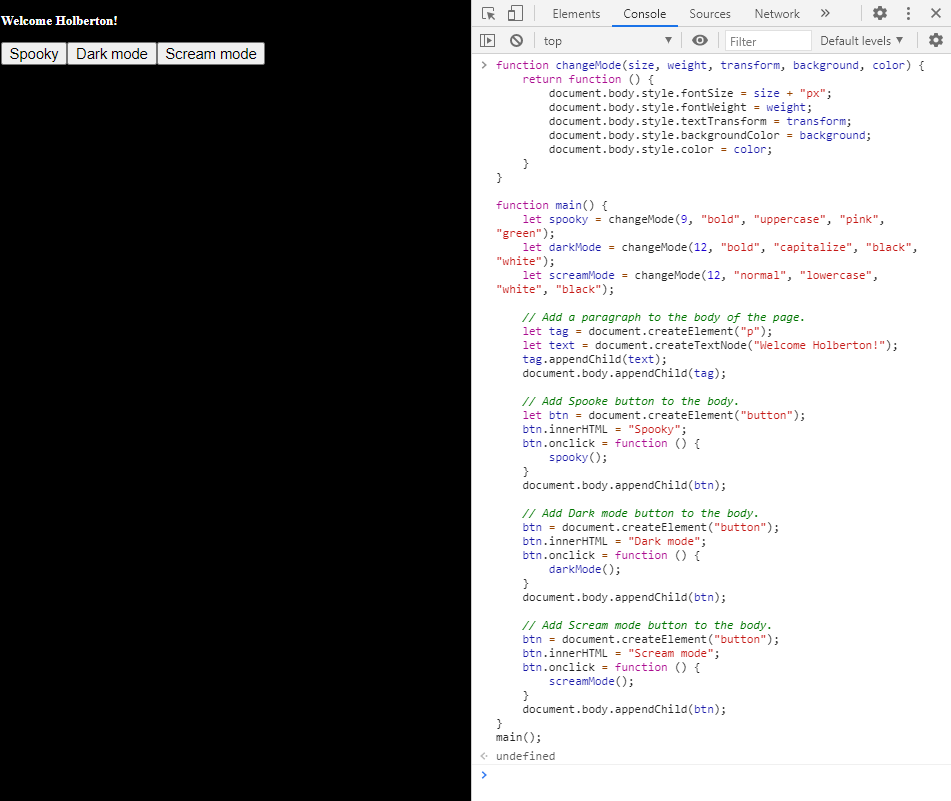 Welcome Holberton!
Spooky Dark mode Scream mode
Elements Console Sources Network »
top ▼ Filter Default levels ▼
> function changeMode(size, weight, transform, background, color) {
return function () {
document.body.style.fontSize = size + "px";
document.body.style.fontWeight = weight;
document.body.style.textTransform = transform;
document.body.style.backgroundColor = background;
document.body.style.color = color;
}
}
function main() {
let spooky = changeMode(9, "bold", "uppercase", "pink",
"green");
let darkMode = changeMode(12, "bold", "capitalize", "black",
"white");
let screamMode = changeMode(12, "normal", "lowercase",
"white", "black");
// Add a paragraph to the body of the page.
let tag = document.createElement("p");
let text = document.createTextNode("Welcome Holberton!");
tag.appendChild(text);
document.body.appendChild(tag);
// Add Spooke button to the body.
let btn = document.createElement("button");
btn.innerHTML = "Spooky";
btn.onclick = function () {
spooky();
}
document.body.appendChild(btn);
// Add Dark mode button to the body.
btn = document.createElement("button");
btn.innerHTML = "Dark mode";
btn.onclick = function () {
darkMode();
}
document.body.appendChild(btn);
// Add Scream mode button to the body.
btn = document.createElement("button");
btn.innerHTML = "Scream mode";
btn.onclick = function () {
screamMode();
}
document.body.appendChild(btn);
}
main();
undefined
>